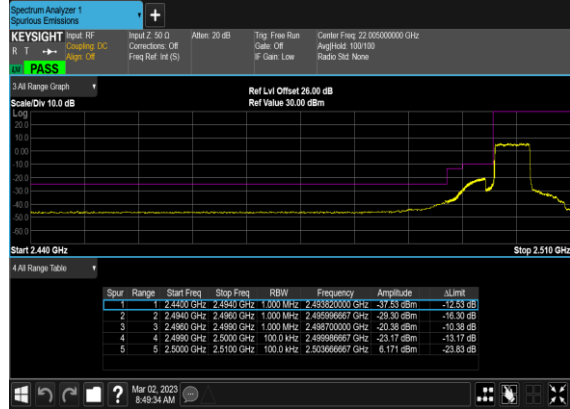 Spectrum Analyzer 1
Spurious Emissions
+
KEYSIGHT
R T
LVI PASS
Input: RF
Coupling: DC
Align: Off
Input Z: 50 Ω
Corrections: Off
Freq Ref: Int (S)
Atten: 20 dB
Trig: Free Run
Gate: Off
IF Gain: Low
Center Freq: 22.005000000 GHz
Avg|Hold: 100/100
Radio Std: None
3 All Range Graph
Scale/Div 10.0 dB
Ref Lvl Offset 26.00 dB
Ref Value 30.00 dBm
Log
20.0
10.0
0.00
-10.0
-20.0
-30.0
-40.0
-50.0
-60.0
Start 2.440 GHz
Stop 2.510 GHz
4 All Range Table
Spur Range Start Freq Stop Freq RBW Frequency Amplitude ΔLimit
1 1 2.4400 GHz 2.4940 GHz 1.000 MHz 2.493820000 GHz -37.53 dBm -12.53 dB
2 2 2.4940 GHz 2.4960 GHz 1.000 MHz 2.495996667 GHz -29.30 dBm -16.30 dB
3 3 2.4960 GHz 2.4990 GHz 1.000 MHz 2.498700000 GHz -20.38 dBm -10.38 dB
4 4 2.4990 GHz 2.5000 GHz 100.0 kHz 2.499986667 GHz -23.17 dBm -13.17 dB
5 5 2.5000 GHz 2.5100 GHz 100.0 kHz 2.503666667 GHz 6.171 dBm -23.83 dB
?
Mar 02, 2023
8:49:34 AM